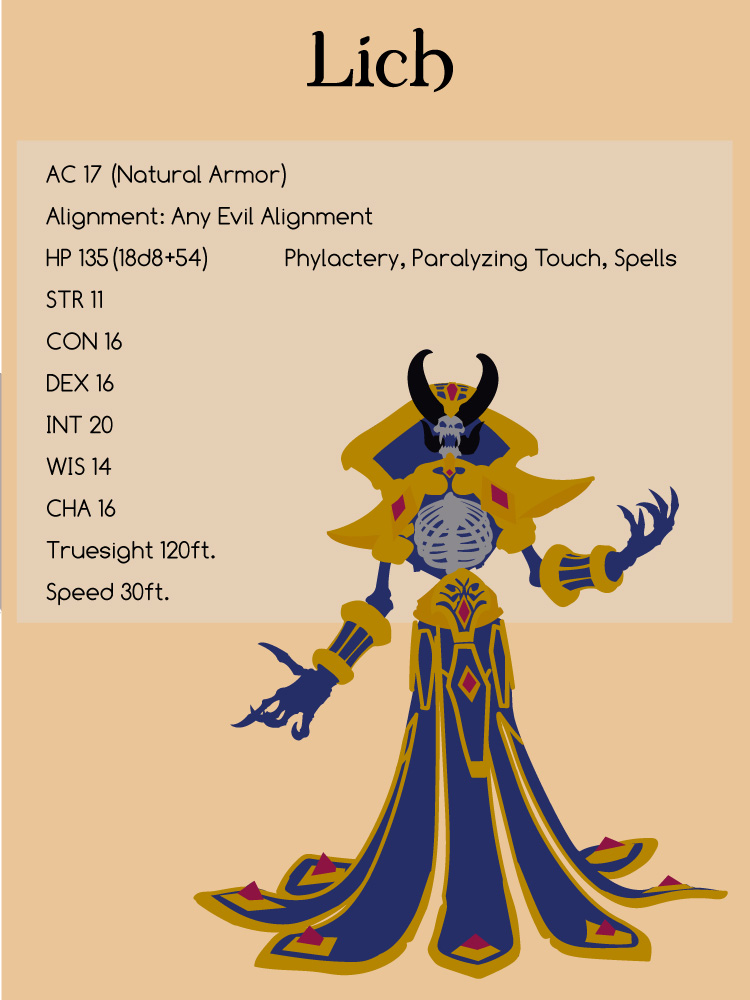 Lich
AC 17 (Natural Armor)
Alignment: Any Evil Alignment
HP 135 (18d8+54) Phylactery, Paralyzing Touch, Spells
STR 11
CON 16
DEX 16
INT 20
WIS 14
CHA 16
Truesight 120ft.
Speed 30ft.